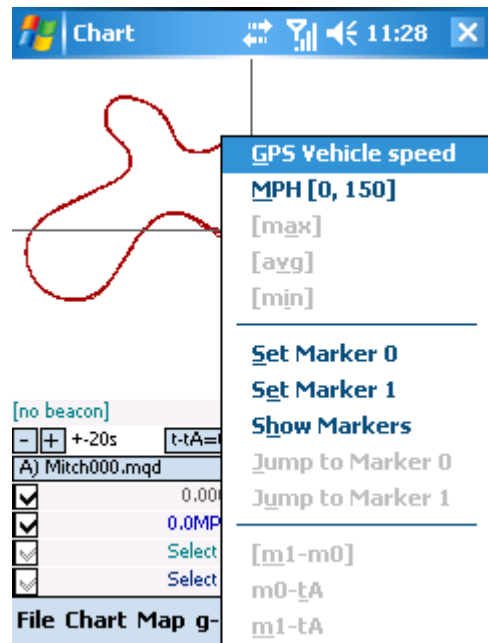 Chart 11:28
GPS Vehicle speed
MPH [0, 150]
[max]
[avg]
[min]
Set Marker 0
Set Marker 1
Show Markers
Jump to Marker 0
Jump to Marker 1
[m1-m0]
m0-tA
m1-tA
[no beacon]
- + +-20s t-tA=
A) Mitch000.mqd
0.00
0.0MP
Select
Select
File Chart Map g-